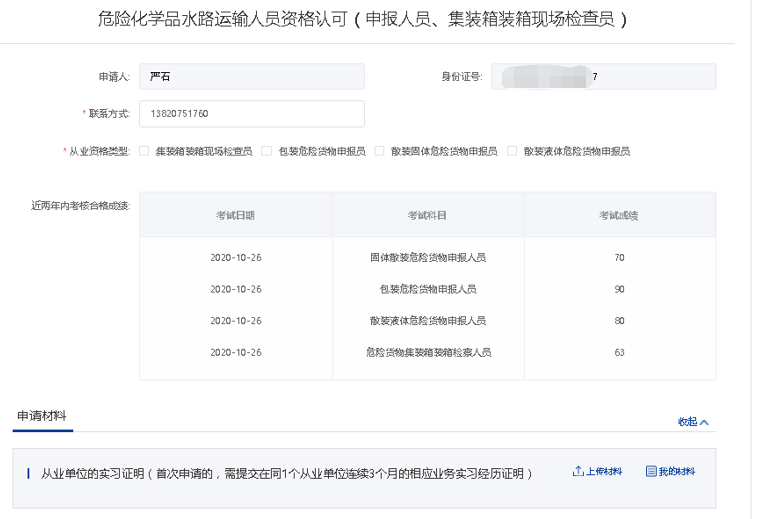 危险化学品水路运输人员资格认可（申报人员、集装箱装箱现场检查员）
申请人: 严石 身份证号: 7
* 联系方式: 13820751760
* 从业资格类型: 集装箱装箱现场检查员 包装危险货物申报员 散装固体危险货物申报员 散装液体危险货物申报员
近两年内考核合格成绩: 考试日期 考试科目 考试成绩
2020-10-26 固体散装危险货物申报人员 70
2020-10-26 包装危险货物申报人员 90
2020-10-26 散装液体危险货物申报人员 80
2020-10-26 危险货物集装箱装箱检察人员 63
申请材料 收起
从业单位的实习证明（首次申请的，需提交在同1个从业单位连续3个月的相应业务实习经历证明） 上传材料 我的材料